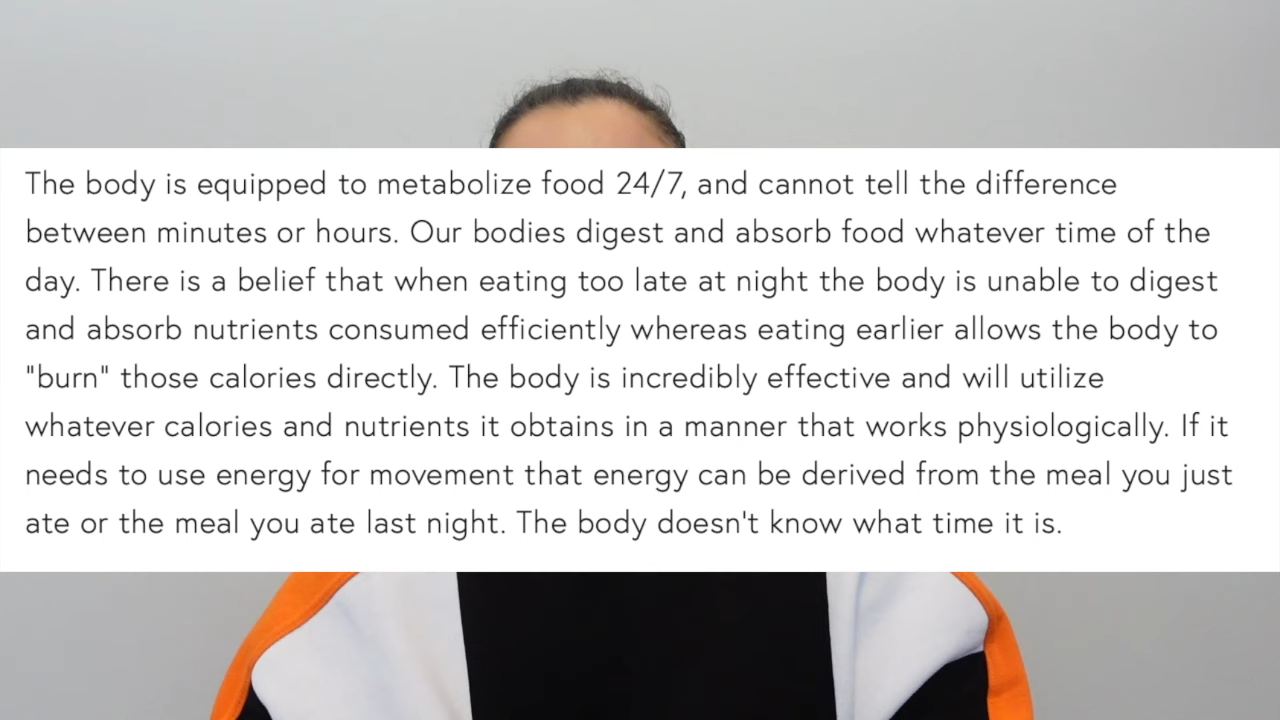 The body is equipped to metabolize food 24/7, and cannot tell the difference
between minutes or hours. Our bodies digest and absorb food whatever time of the
day. There is a belief that when eating too late at night the body is unable to digest
and absorb nutrients consumed efficiently whereas eating earlier allows the body to
"burn" those calories directly. The body is incredibly effective and will utilize
whatever calories and nutrients it obtains in a manner that works physiologically. If it
needs to use energy for movement that energy can be derived from the meal you just
ate or the meal you ate last night. The body doesn't know what time it is.